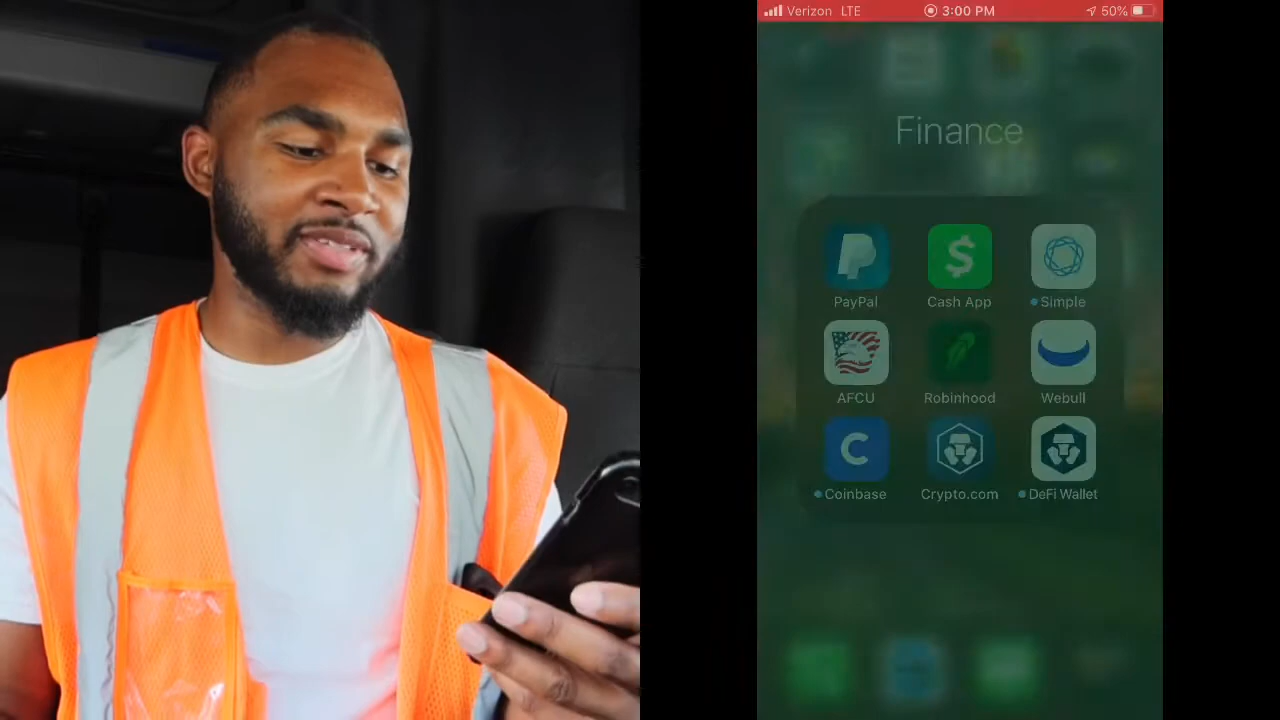 Verizon LTE 3:00 PM 50%
Finance
PayPal Cash App Simple
AFCU Robinhood Webull
Coinbase Crypto.com DeFi Wallet